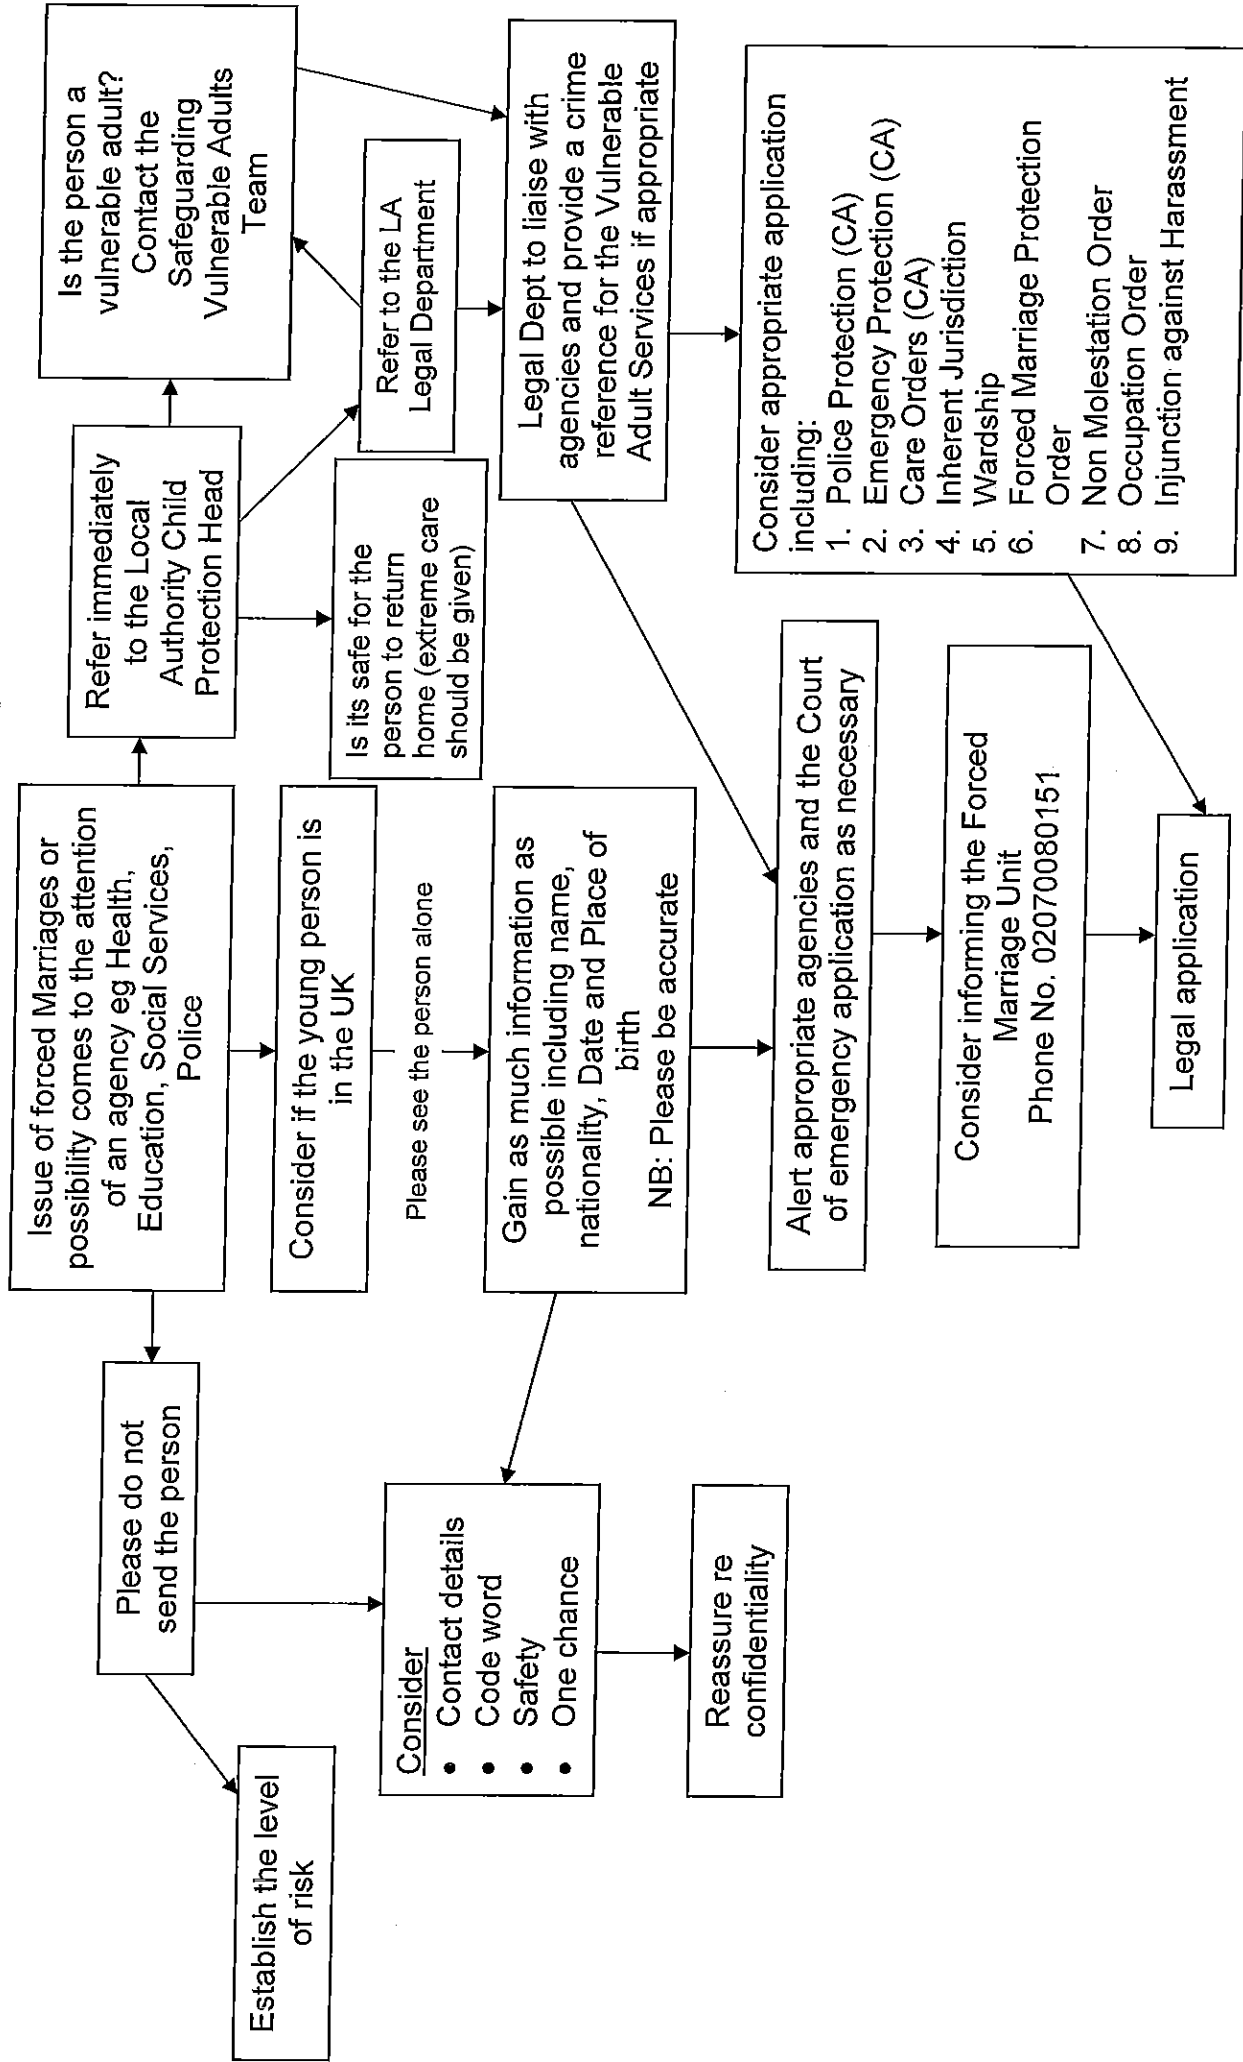 Issue of forced Marriages or
possibility comes to the attention
of an agency eg Health,
Education, Social Services,
Police
Please do not
send the person
Establish the level
of risk
Refer immediately
to the Local
Authority Child
Protection Head
Is the person a
vulnerable adult?
Contact the
Safeguarding
Vulnerable Adults
Team
Consider if the young person is
in the UK
Is its safe for the
person to return
home (extreme care
should be given)
Refer to the LA
Legal Department
Please see the person alone
Consider
• Contact details
• Code word
• Safety
• One chance
Gain as much information as
possible including name,
nationality, Date and Place of
birth
NB: Please be accurate
Legal Dept to liaise with
agencies and provide a crime
reference for the Vulnerable
Adult Services if appropriate
Reassure re
confidentiality
Alert appropriate agencies and the Court
of emergency application as necessary
Consider appropriate application
including:
1. Police Protection (CA)
2. Emergency Protection (CA)
3. Care Orders (CA)
4. Inherent Jurisdiction
5. Wardship
6. Forced Marriage Protection
Order
7. Non Molestation Order
8. Occupation Order
9. Injunction against Harassment
Consider informing the Forced
Marriage Unit
Phone No. 02070080151
Legal application